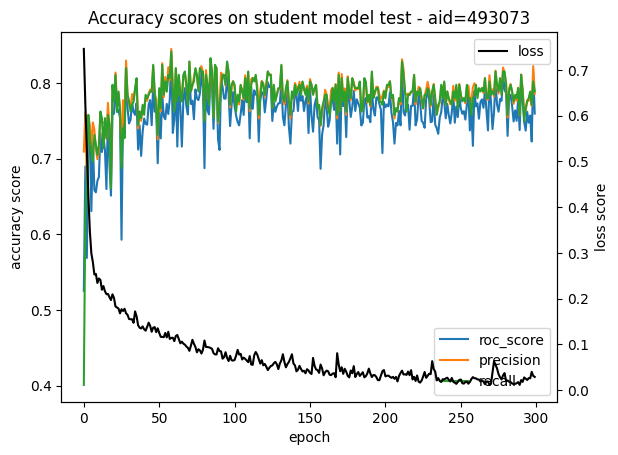 Accuracy scores on student model test - aid=493073
loss
0.8
0.7
0.6
0.5
0.4
accuracy score
0.7
0.6
0.5
0.4
0.3
0.2
0.1
0.0
loss score
roc_score
precision
recall
0
50
100
150
200
250
300
epoch